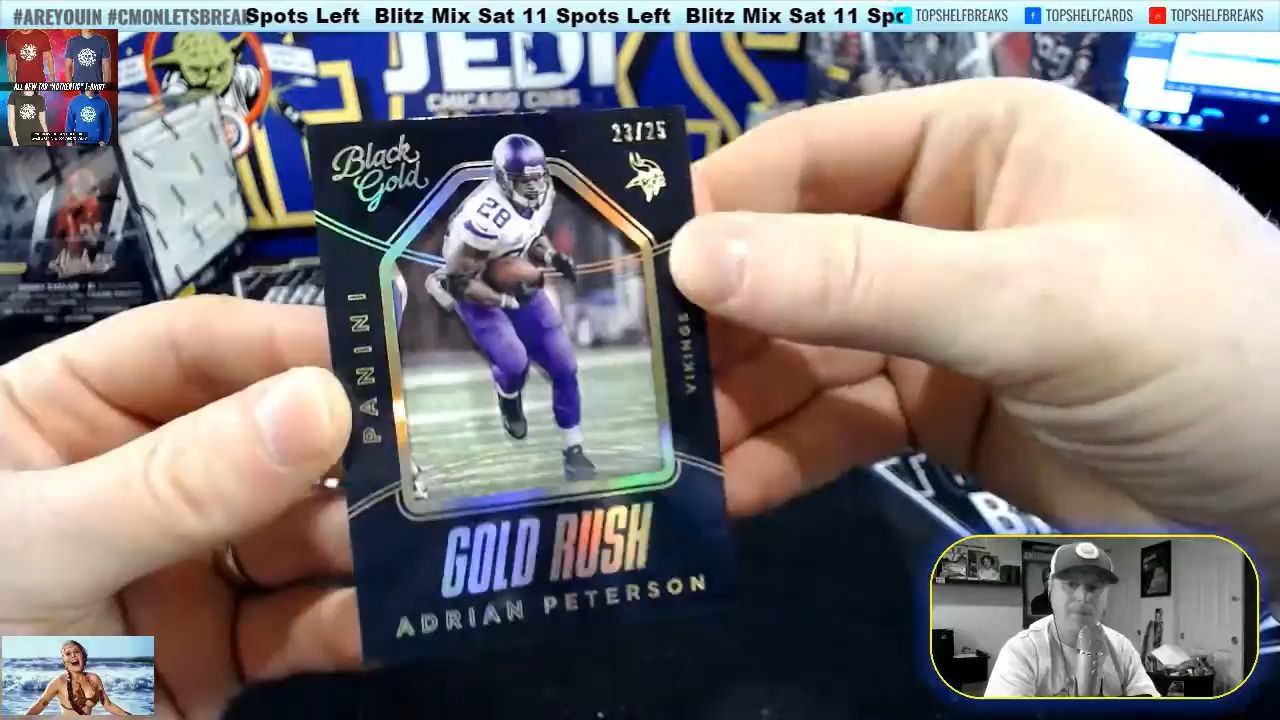 #AREYOUIN #CMONLETSBREAK
Spots Left Blitz Mix Sat 11 Spots Left Blitz Mix Sat 11 Spo
TOPSHELFBREAKS
TOPSHELFCARDS
TOPSHELFBREAKS
JEDI
CHICAGO CUBS
Black
Gold
23/25
28
PANINI
VIKINGS
GOLD RUSH
ADRIAN PETERSON